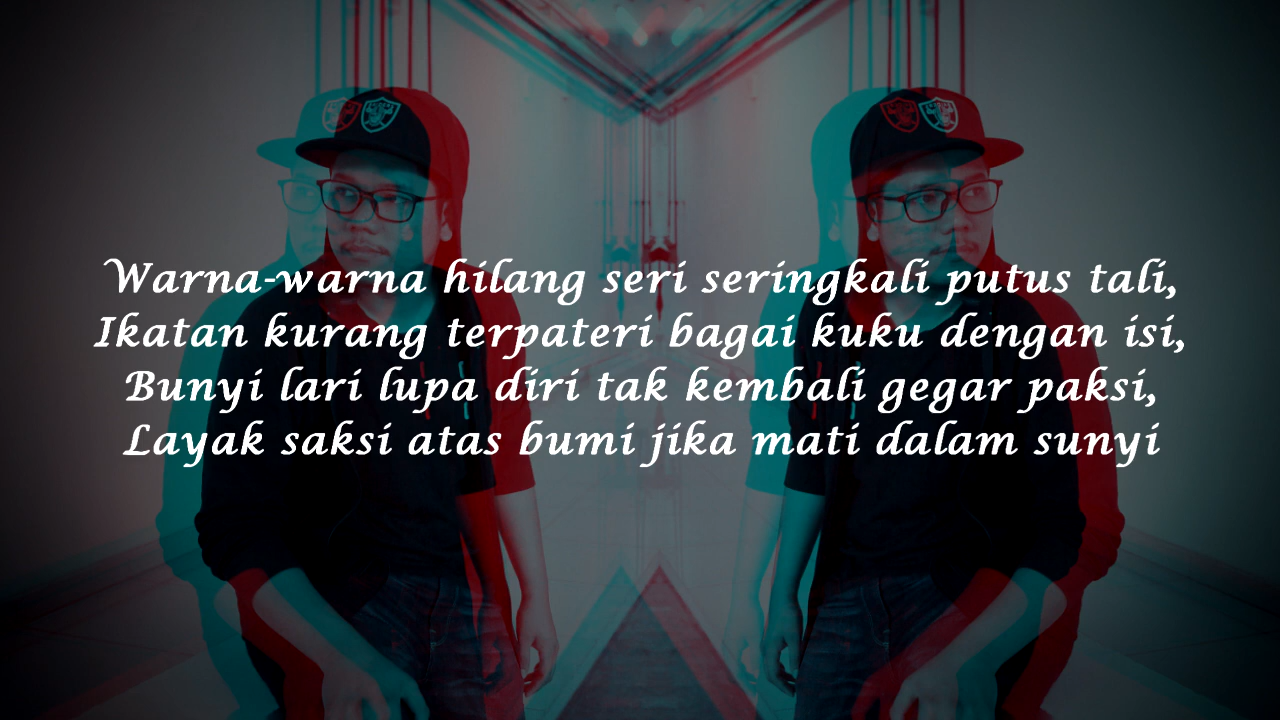 Warna-warna hilang seri seringkali putus tali,
Ikatan kurang terpateri bagai kuku dengan isi,
Bunyi lari lupa diri tak kembali gegar paksi,
Layak saksi atas bumi jika mati dalam sunyi